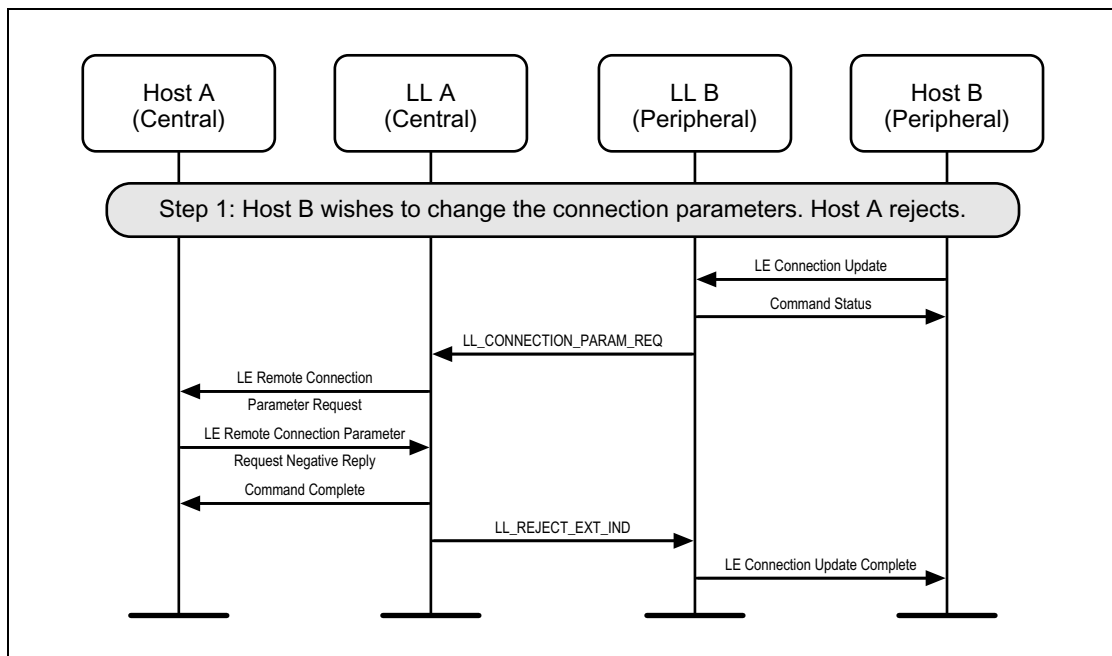 Host A
(Central)
LL A
(Central)
LL B
(Peripheral)
Host B
(Peripheral)
Step 1: Host B wishes to change the connection parameters. Host A rejects.
LE Connection Update
Command Status
LL_CONNECTION_PARAM_REQ
LE Remote Connection
Parameter Request
LE Remote Connection Parameter
Request Negative Reply
Command Complete
LL_REJECT_EXT_IND
LE Connection Update Complete